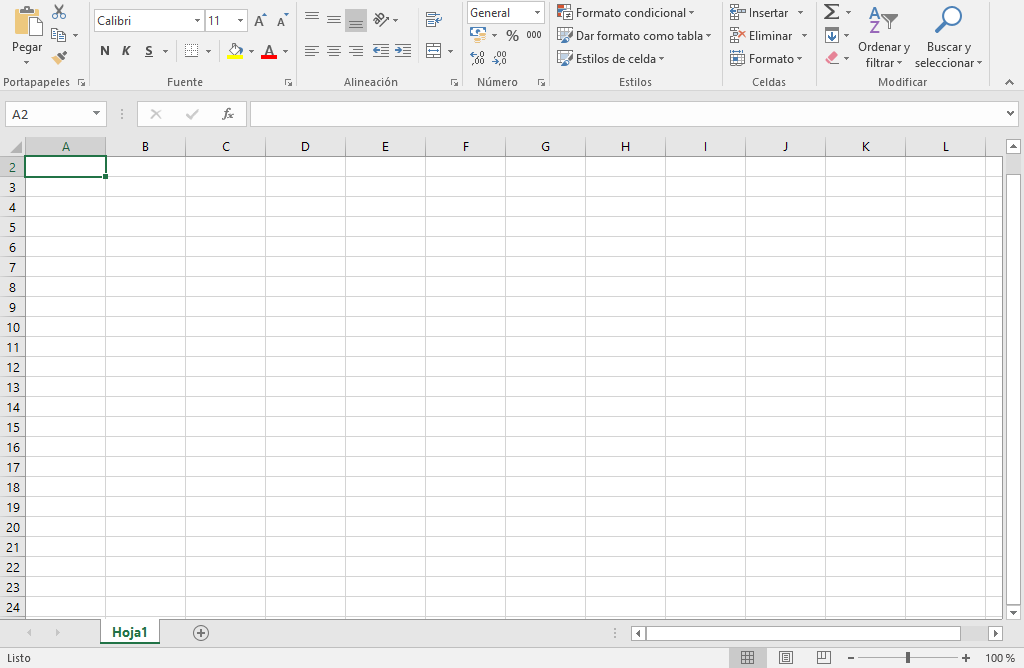 Calibri 11 General Formato condicional Insertar Σ
Pegar % 000 Dar formato como tabla Eliminar Ordenar y filtrar Buscar y seleccionar
N K S A Estilos de celda Formato
Portapapeles Fuente Alineación Número Estilos Celdas Modificar
A2 fx
A B C D E F G H I J K L
2
3
4
5
6
7
8
9
10
11
12
13
14
15
16
17
18
19
20
21
22
23
24
Hoja1
Listo 100 %